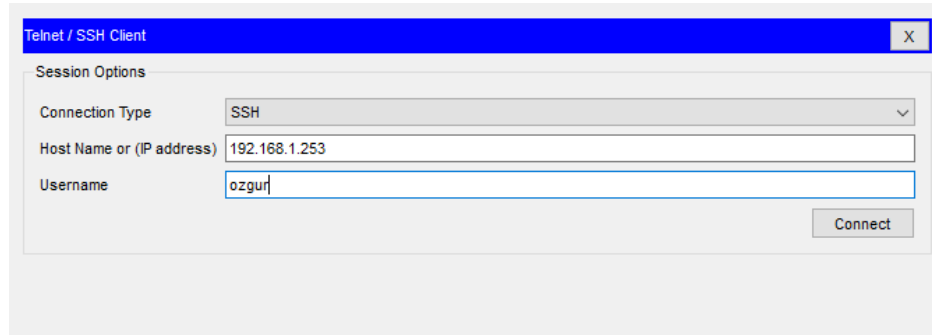 Telnet / SSH Client X
Session Options
Connection Type SSH
Host Name or (IP address) 192.168.1.253
Username ozgur
Connect